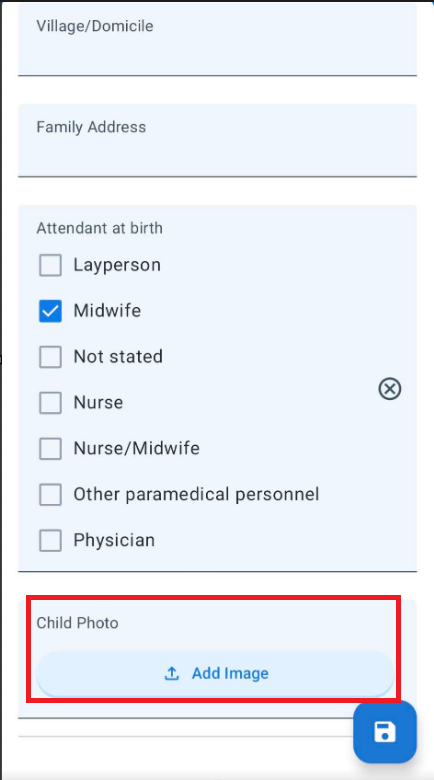 Village/Domicile
Family Address
Attendant at birth
Layperson
Midwife
Not stated
Nurse
Nurse/Midwife
Other paramedical personnel
Physician
Child Photo
Add Image